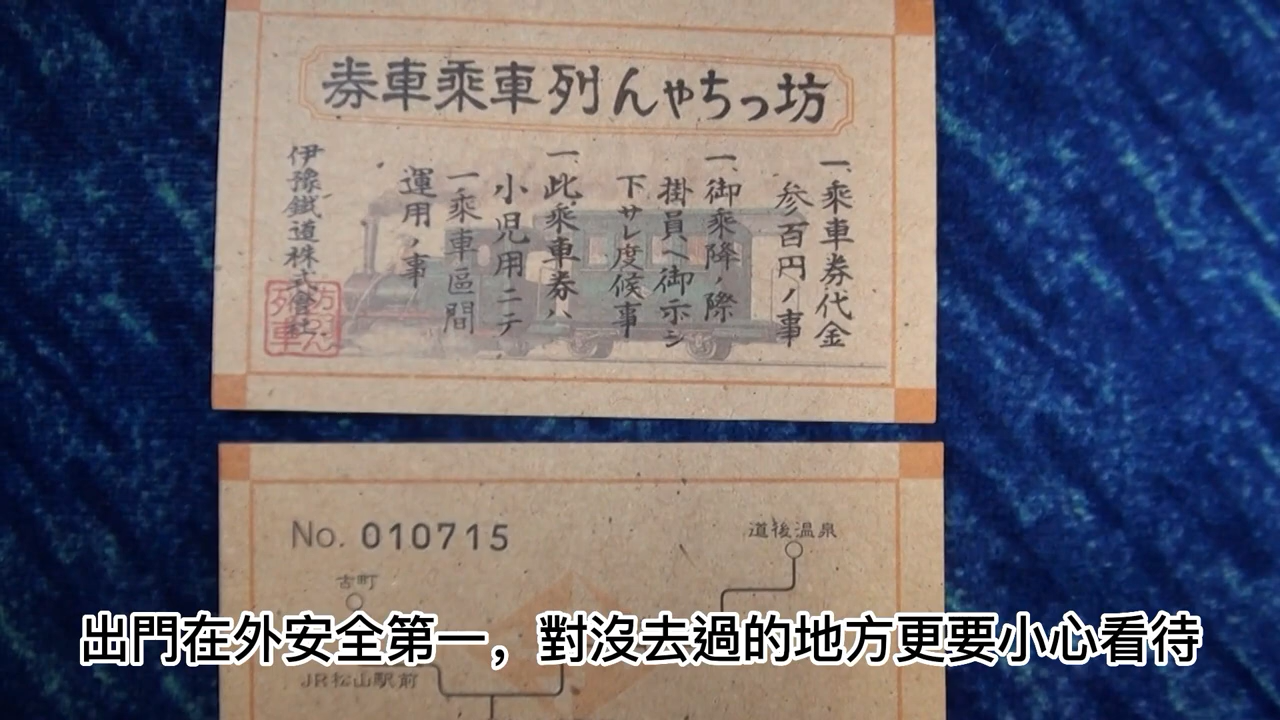 坊っちゃん列車乗車券
一、乗車券代金
参百円ノ事
一、御乗降ノ際
掛員ヘ御示シ
下サレ度候事
一、此乗車券ハ
小児用ニテ
一乗車區間
運用ノ事
伊豫鐵道株式會社
No. 010715
道後温泉
古町
JR松山駅前
出門在外安全第一，對沒去過的地方更要小心看待